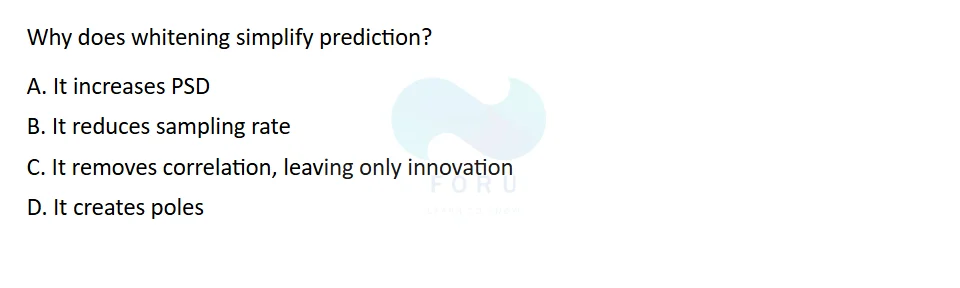 Why does whitening simplify prediction?
A. It increases PSD
B. It reduces sampling rate
C. It removes correlation, leaving only innovation
FORU
D. It creates poles